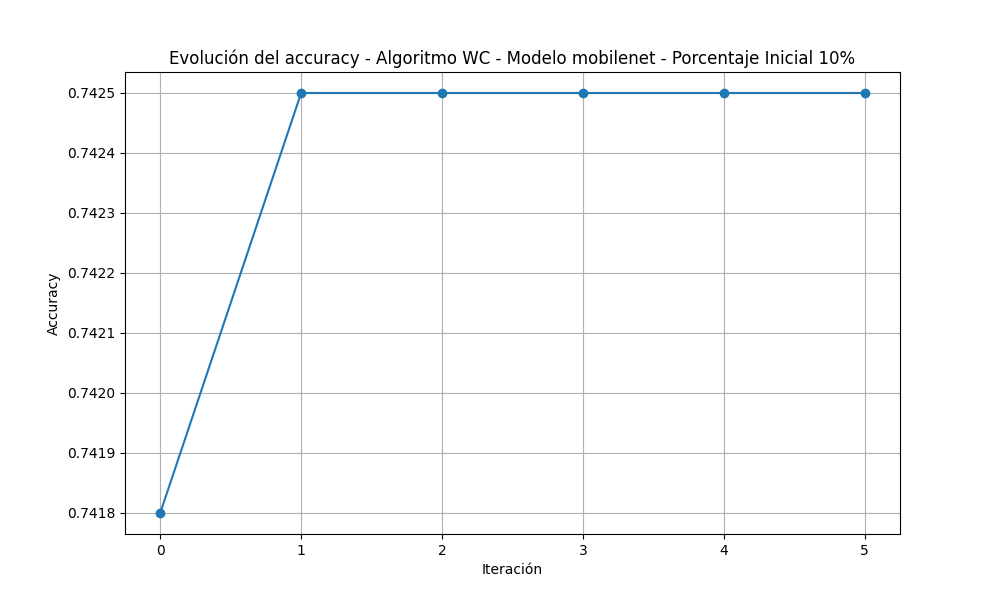 Evolución del accuracy - Algoritmo WC - Modelo mobilenet - Porcentaje Inicial 10%
0.7425
0.7424
0.7423
0.7422
0.7421
0.7420
0.7419
0.7418
Accuracy
0 1 2 3 4 5
Iteración